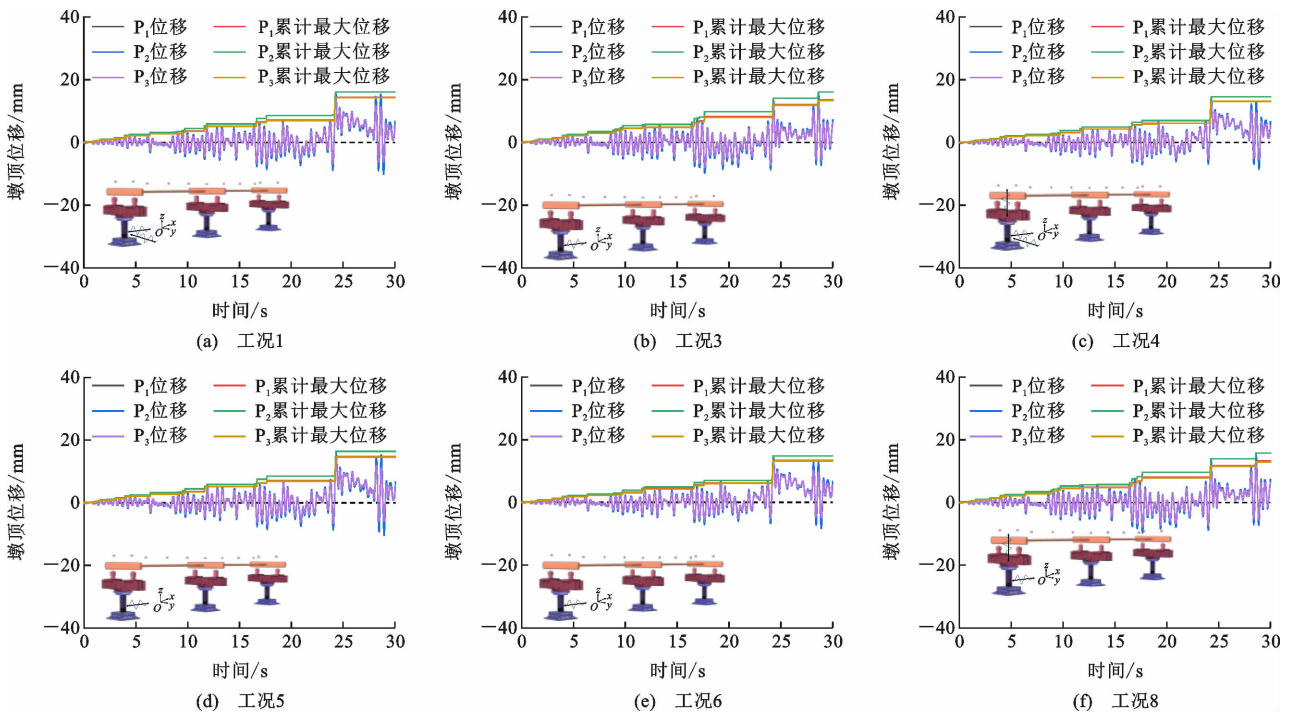 40
20
0
−20
−40
墩顶位移/mm
P₁位移
P₁累计最大位移
P₂位移
P₂累计最大位移
P₃位移
P₃累计最大位移
z
x
O
y
0 5 10 15 20 25 30
时间/s
(a) 工况1
40
20
0
−20
−40
墩顶位移/mm
P₁位移
P₁累计最大位移
P₂位移
P₂累计最大位移
P₃位移
P₃累计最大位移
z
x
O
y
0 5 10 15 20 25 30
时间/s
(b) 工况3
40
20
0
−20
−40
墩顶位移/mm
P₁位移
P₁累计最大位移
P₂位移
P₂累计最大位移
P₃位移
P₃累计最大位移
z
x
O
y
0 5 10 15 20 25 30
时间/s
(c) 工况4
40
20
0
−20
−40
墩顶位移/mm
P₁位移
P₁累计最大位移
P₂位移
P₂累计最大位移
P₃位移
P₃累计最大位移
z
x
O
y
0 5 10 15 20 25 30
时间/s
(d) 工况5
40
20
0
−20
−40
墩顶位移/mm
P₁位移
P₁累计最大位移
P₂位移
P₂累计最大位移
P₃位移
P₃累计最大位移
z
x
O
y
0 5 10 15 20 25 30
时间/s
(e) 工况6
40
20
0
−20
−40
墩顶位移/mm
P₁位移
P₁累计最大位移
P₂位移
P₂累计最大位移
P₃位移
P₃累计最大位移
z
x
O
y
0 5 10 15 20 25 30
时间/s
(f) 工况8